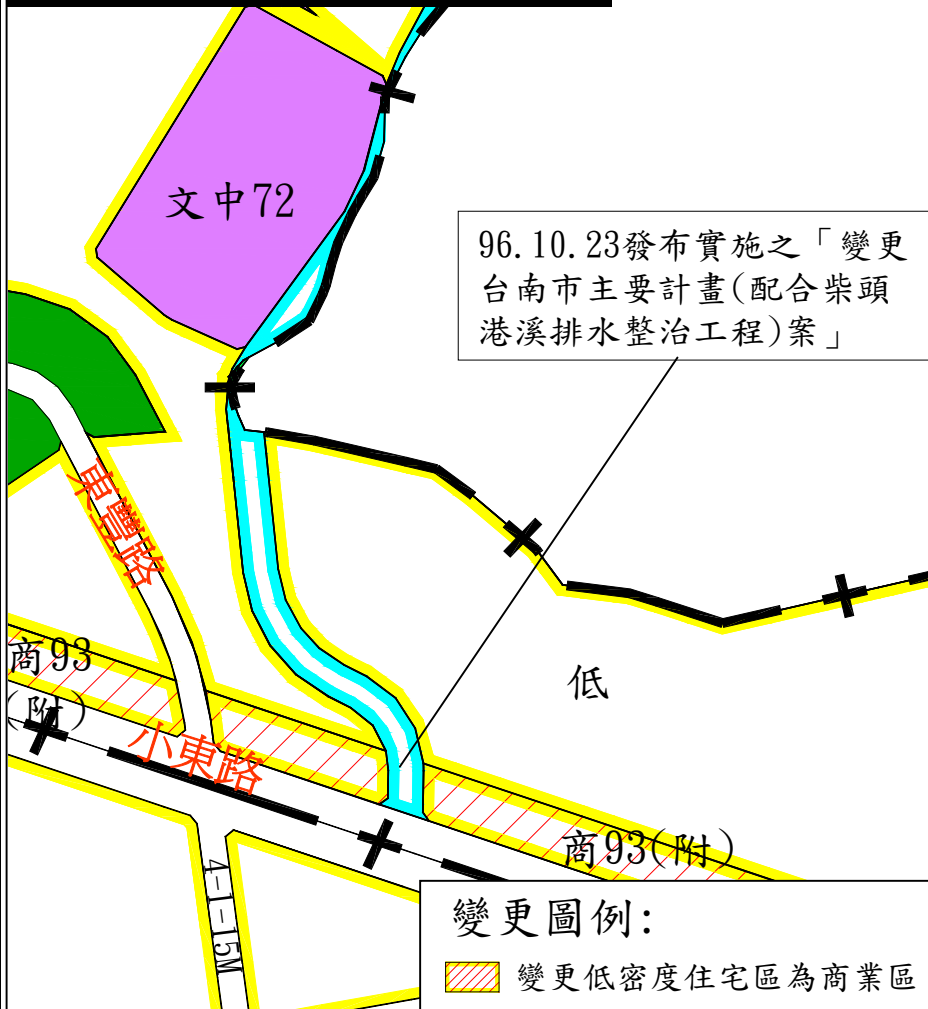 文中72
96.10.23發布實施之「變更
台南市主要計畫(配合柴頭
港溪排水整治工程)案」
東豐路
商93
(附)
低
小東路
商93(附)
4-1-15M
變更圖例:
變更低密度住宅區為商業區